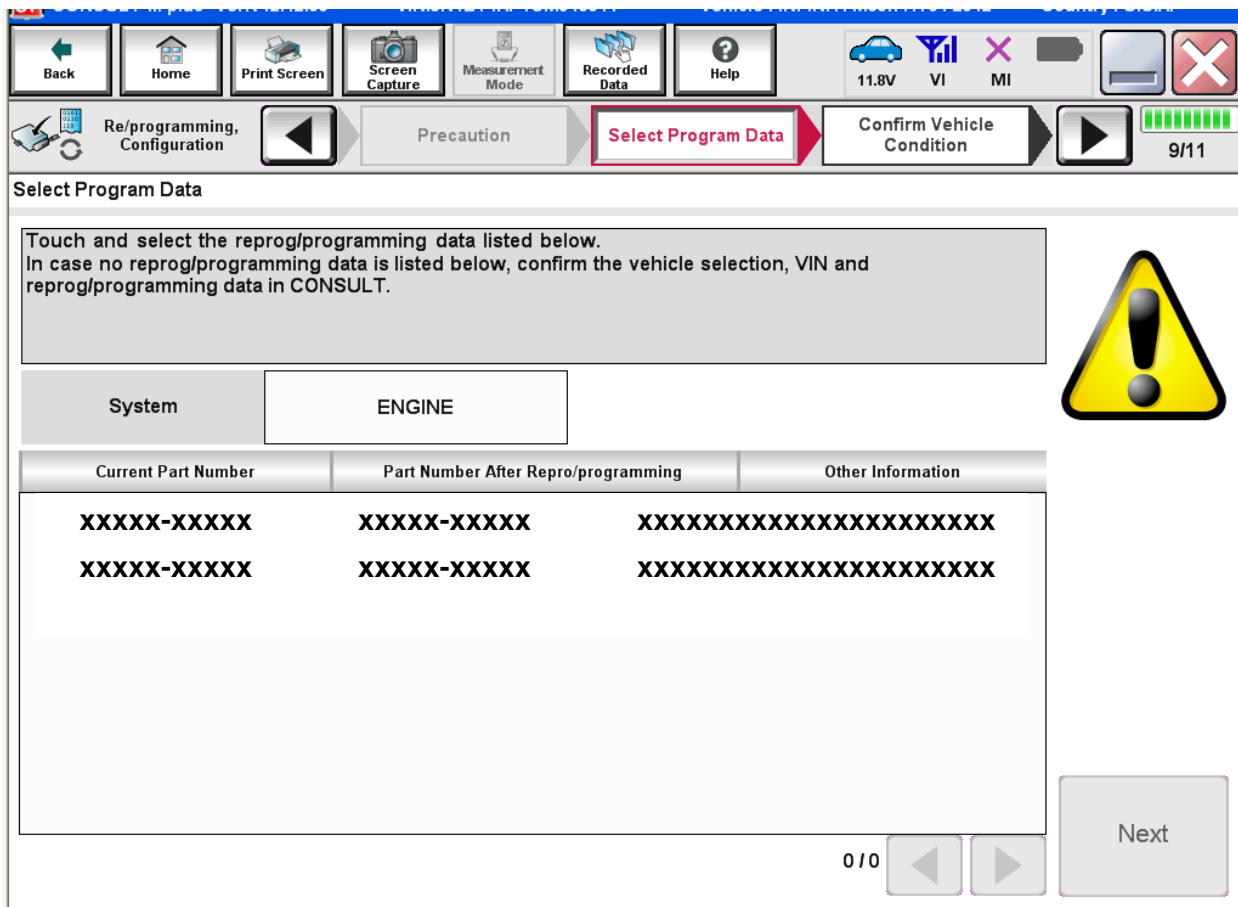 Back
Home
Print Screen
Screen
Capture
Measurement
Mode
Recorded
Data
Help
11.8V
VI
MI
Re/programming,
Configuration
Precaution
Select Program Data
Confirm Vehicle
Condition
9/11
Select Program Data
Touch and select the reprog/programming data listed below.
In case no reprog/programming data is listed below, confirm the vehicle selection, VIN and
reprog/programming data in CONSULT.
System
ENGINE
Current Part Number
Part Number After Repro/programming
Other Information
XXXXX-XXXXX XXXXX-XXXXX XXXXXXXXXXXXXXXXXXXXXX
XXXXX-XXXXX XXXXX-XXXXX XXXXXXXXXXXXXXXXXXXXXX
0/0
Next